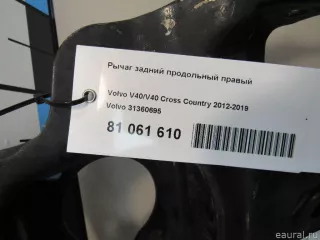 Рычаг задний продольный правый
Volvo V40/V40 Cross Country 2012-2019
Volvo 31360695
81 061 610
eaural.ru